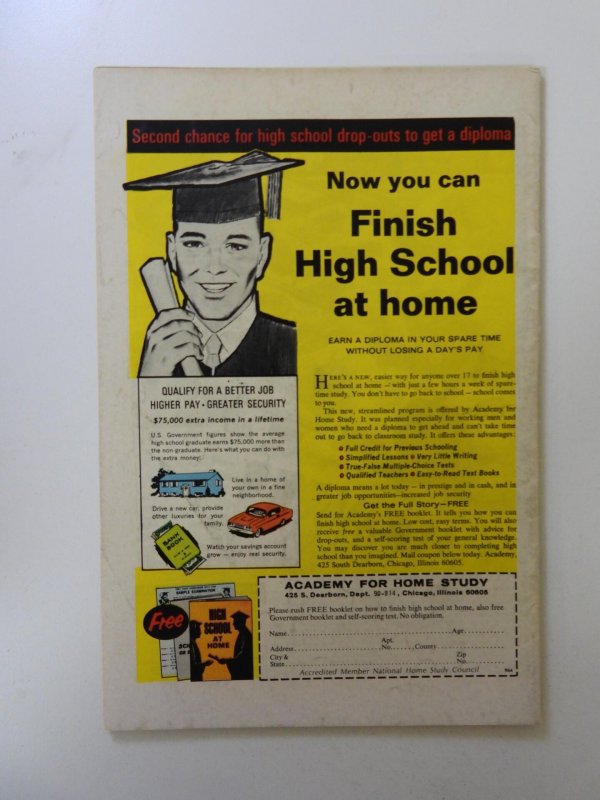 Second chance for high school drop-outs to get a diploma
Now you can
Finish
High School
at home
EARN A DIPLOMA IN YOUR SPARE TIME
WITHOUT LOSING A DAY'S PAY
HERE'S A NEW, easier way for anyone over 17 to finish high
school at home — with just a few hours a week of spare-
time study. You don't have to go back to school — school comes
to you.
This new, streamlined program is offered by Academy for
Home Study. It was planned especially for working men and
women who need a diploma to get ahead and can't take time
out to go back to classroom study. It offers these advantages:
Full Credit for Previous Schooling
Simplified Lessons Very Little Writing
True-False Multiple-Choice Tests
Qualified Teachers Easy-to-Read Text Books
A diploma means a lot today — in prestige and in cash, and in
greater job opportunities—increased job security
Get the Full Story—FREE
Send for Academy's FREE booklet. It tells you how you can
finish high school at home. Low cost, easy terms. You will also
receive free a valuable Government booklet with advice for
drop-outs, and a self-scoring test of your general knowledge.
You may discover you are much closer to completing high
school than you imagined. Mail coupon below today. Academy,
425 South Dearborn, Chicago, Illinois 60605.
QUALIFY FOR A BETTER JOB
HIGHER PAY • GREATER SECURITY
$75,000 extra income in a lifetime
U.S. Government figures show the average
high school graduate earns $75,000 more than
the non-graduate. Here's what you can do with
the extra money:
Live in a home of
your own in a fine
neighborhood.
Drive a new car, provide
other luxuries for your
family.
BANK
BOOK
Watch your savings account
grow — enjoy real security.
Free
SAMPLE EXAMINATION
HIGH
SCHOOL
AT
HOME
ACADEMY FOR HOME STUDY
425 S. Dearborn, Dept. 90-814, Chicago, Illinois 60605
Please rush FREE booklet on how to finish high school at home, also free
Government booklet and self-scoring test. No obligation.
Name Age
Apt.
Address No. County
City & Zip
State No.
Accredited Member National Home Study Council